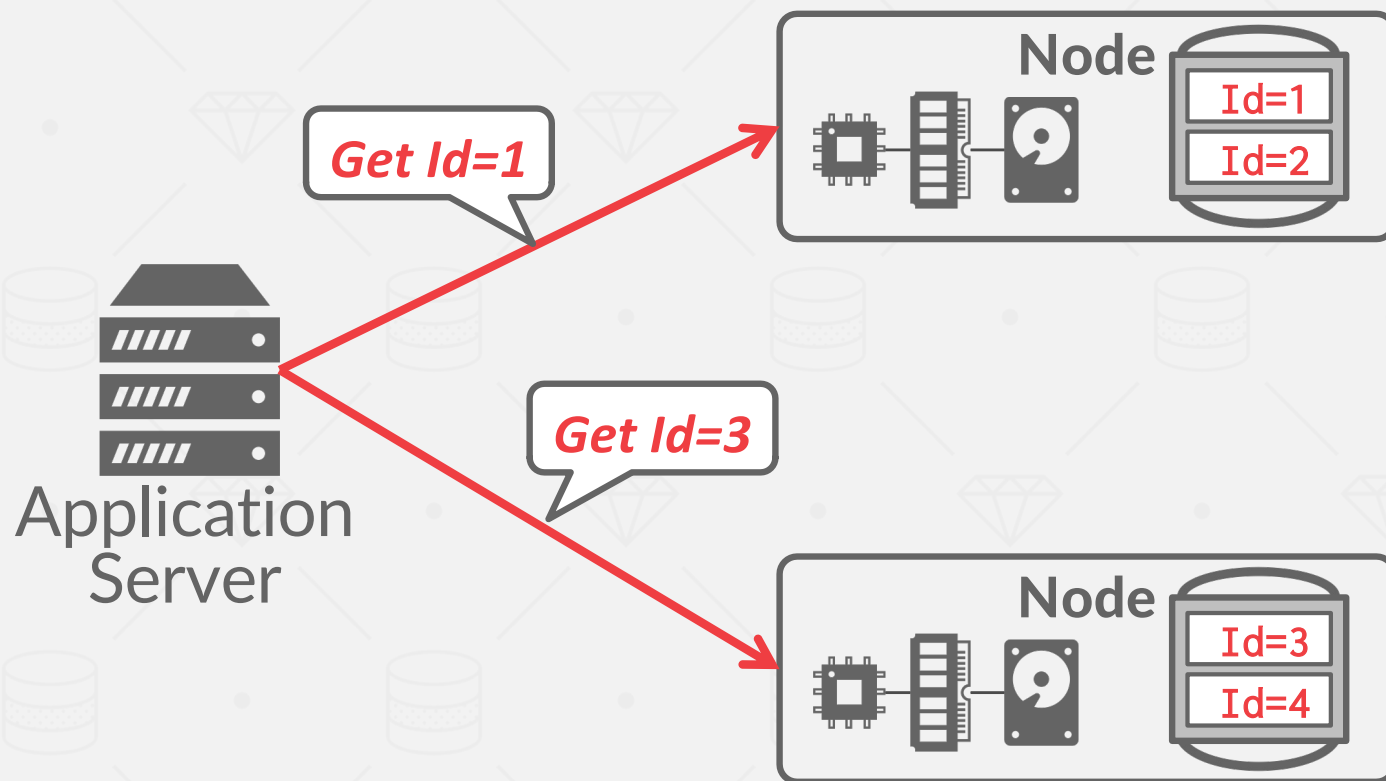 Node
Id=1
Id=2
Get Id=1
Get Id=3
Application
Server
Node
Id=3
Id=4